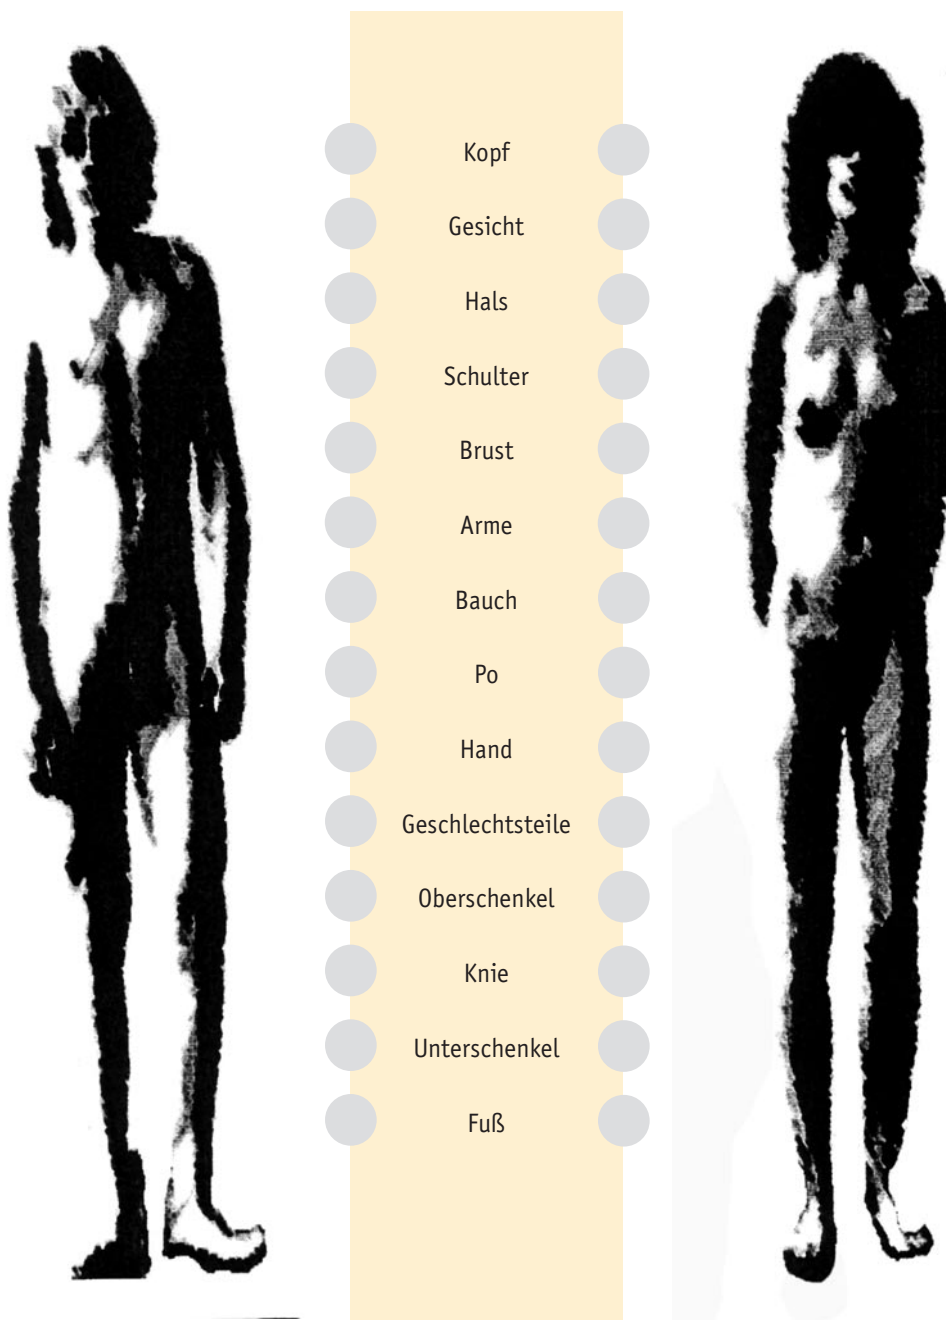 Kopf
Gesicht
Hals
Schulter
Brust
Arme
Bauch
Po
Hand
Geschlechtsteile
Oberschenkel
Knie
Unterschenkel
Fuß